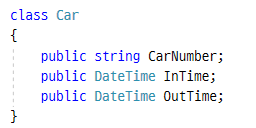 class Car
{
    public string CarNumber;
    public DateTime InTime;
    public DateTime OutTime;
}